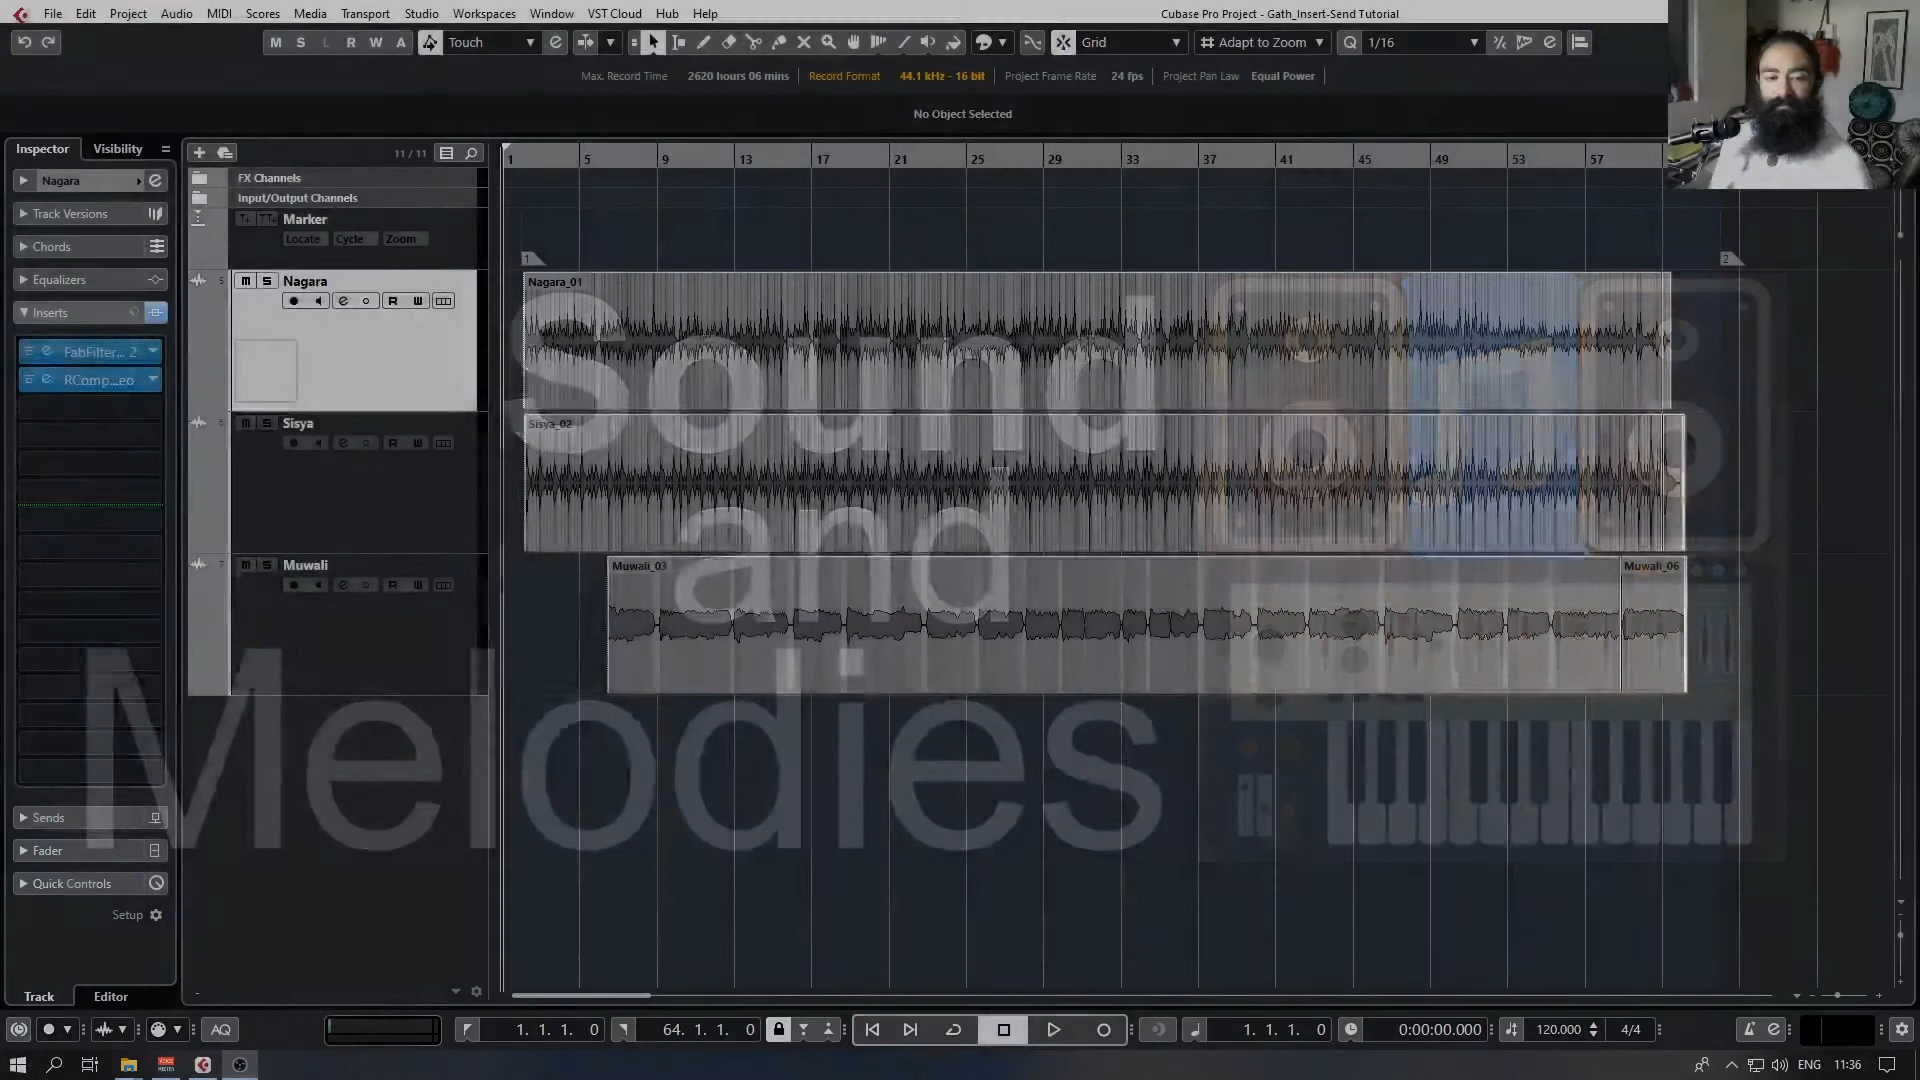 File Edit Project Audio MIDI Scores Media Transport Studio Workspaces Window VST Cloud Hub Help
Cubase Pro Project - Gath_Insert-Send Tutorial
M S L R W A Touch Grid Adapt to Zoom Q 1/16
Max. Record Time 2620 hours 06 mins Record Format 44.1 kHz - 16 bit Project Frame Rate 24 fps Project Pan Law Equal Power
No Object Selected
Inspector Visibility 11 / 11
1 5 9 13 17 21 25 29 33 37 41 45 49 53 57
Nagara
Track Versions
Chords
Equalizers
Inserts
FabFilter... 2
RComp...eo
Sends
Fader
Quick Controls
Setup
Track Editor
FX Channels
Input/Output Channels
Marker
Locate Cycle Zoom
1 2
5 m S Nagara
R W
Nagara_01
6 m S Sisya
R W
Sisya_02
7 m S Muwali
R W
Muwali_03 Muwali_06
Sound
and
Melodies
AQ 1. 1. 1. 0 64. 1. 1. 0 1. 1. 1. 0 0:00:00.000 120.000 4/4
VOICE MEETER
ENG 11:36